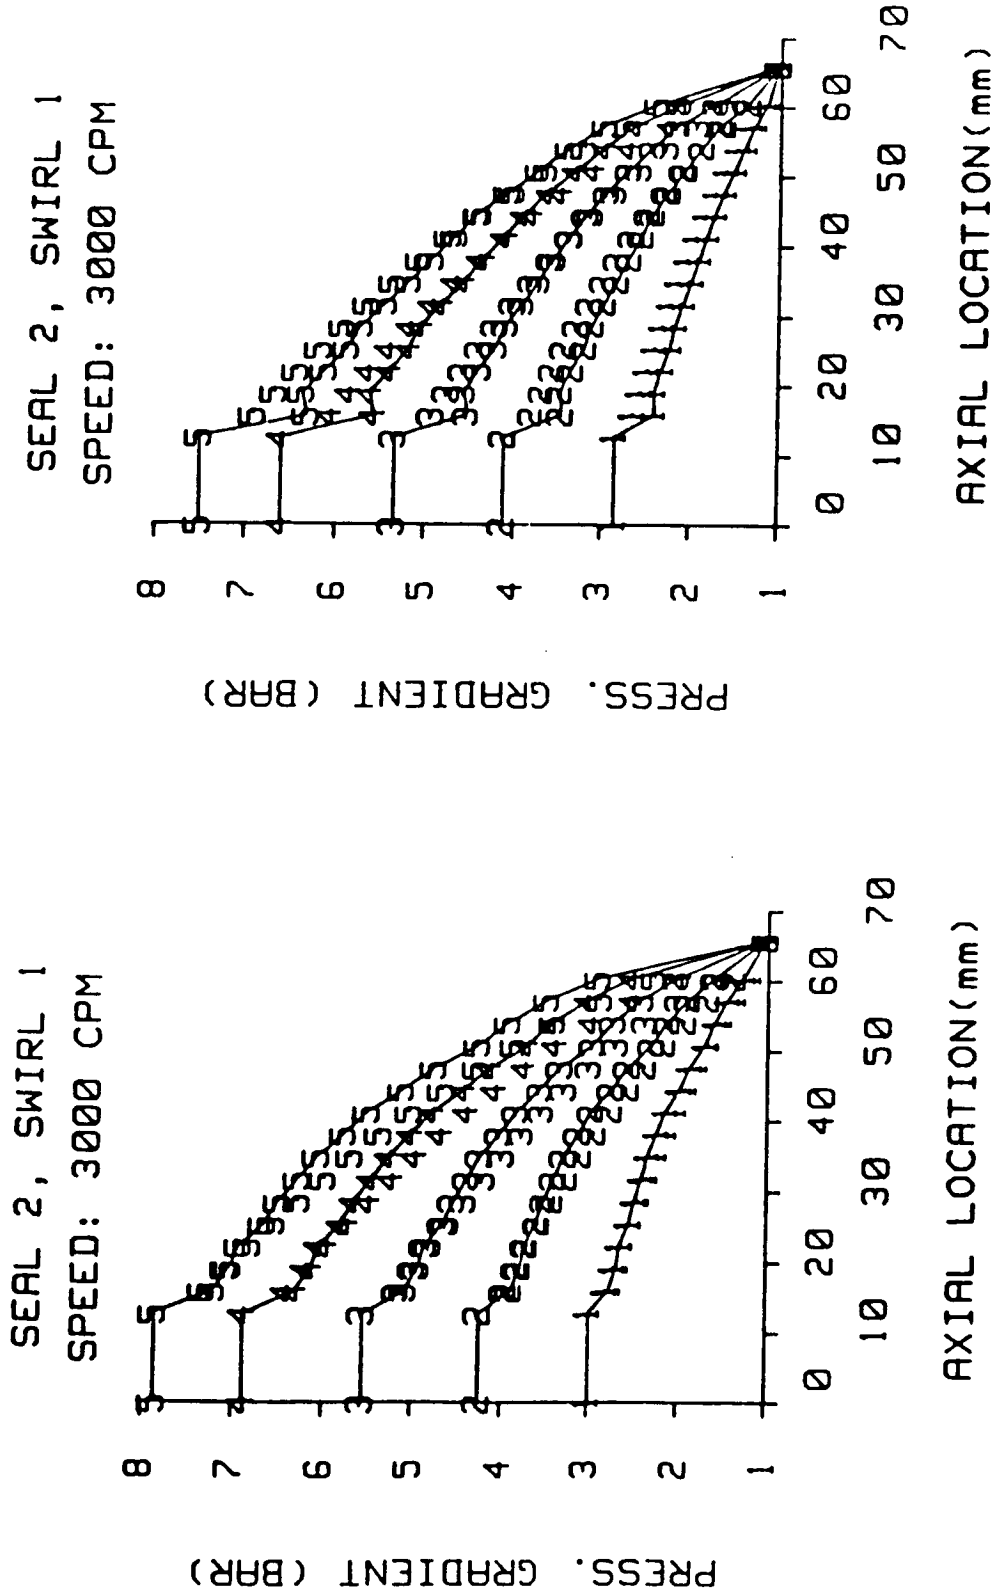 SEAL 2, SWIRL 1
SPEED: 3000 CPM
PRESS. GRADIENT (BAR)
8
7
6
5
4
3
2
1
0 10 20 30 40 50 60 70
AXIAL LOCATION(mm)
SEAL 2, SWIRL 1
SPEED: 3000 CPM
PRESS. GRADIENT (BAR)
8
7
6
5
4
3
2
1
0 10 20 30 40 50 60 70
AXIAL LOCATION(mm)